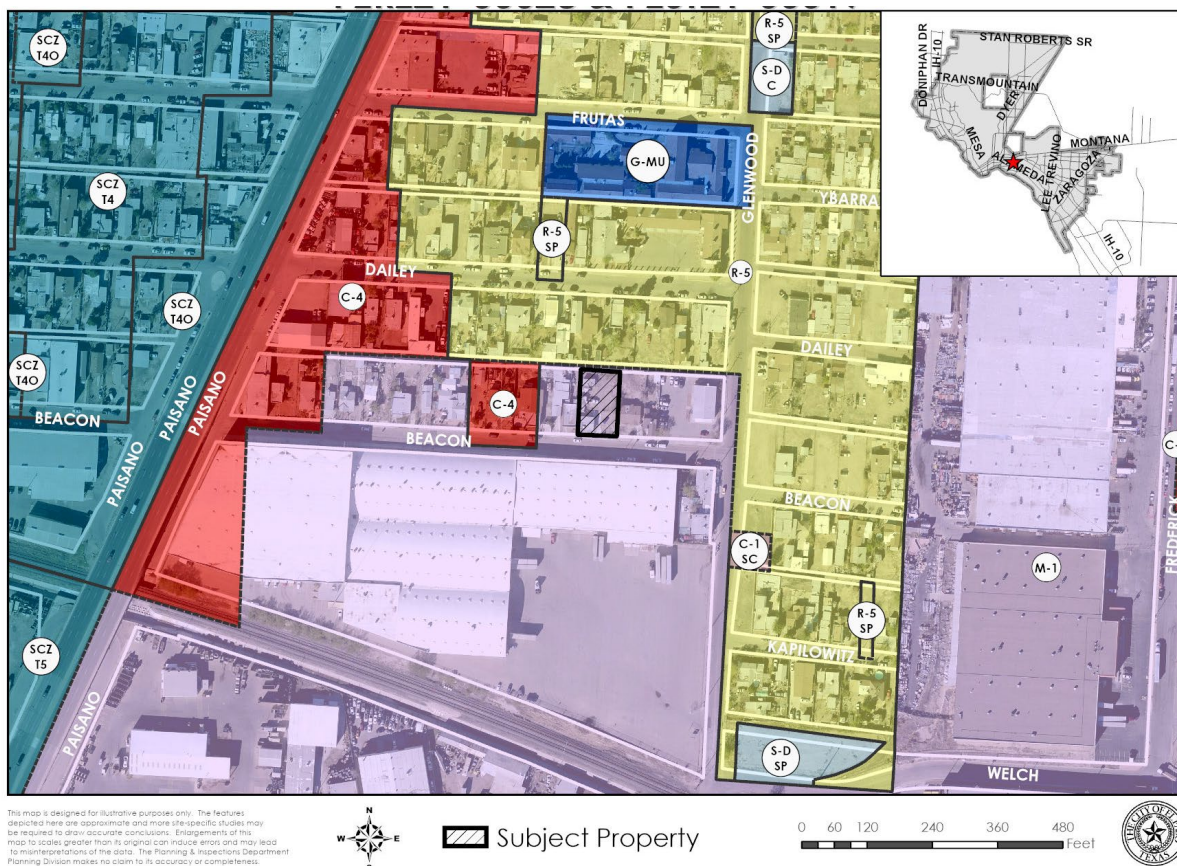 R-5
SP
SCZ
T4O
S-D
C
STAN ROBERTS SR
DONIPHAN DR
IH-10
TRANSMOUNTAIN
DYER
MESA
MONTANA
ALAMEDA
LEE TREVINO
ZARAGOZA
IH-10
FRUTAS
G-MU
GLENWOOD
YBARRA
SCZ
T4
R-5
SP
DAILEY
R-5
C-4
SCZ
T4O
DAILEY
SCZ
T4O
PAISANO
PAISANO
C-4
BEACON
BEACON
PAISANO
BEACON
C-1
SC
M-1
FREDERICK
R-5
SP
KAPILOWITZ
SCZ
T5
PAISANO
S-D
SP
WELCH
This map is designed for illustrative purposes only. The features
depicted here are approximate and more site-specific studies may
be required to draw accurate conclusions. Enlargements of this
map to scales greater than its original can induce errors and may lead
to misinterpretations of the data. The Planning & Inspections Department
Planning Division makes no claim to its accuracy or completeness.
N
W E
Subject Property
0 60 120 240 360 480
Feet